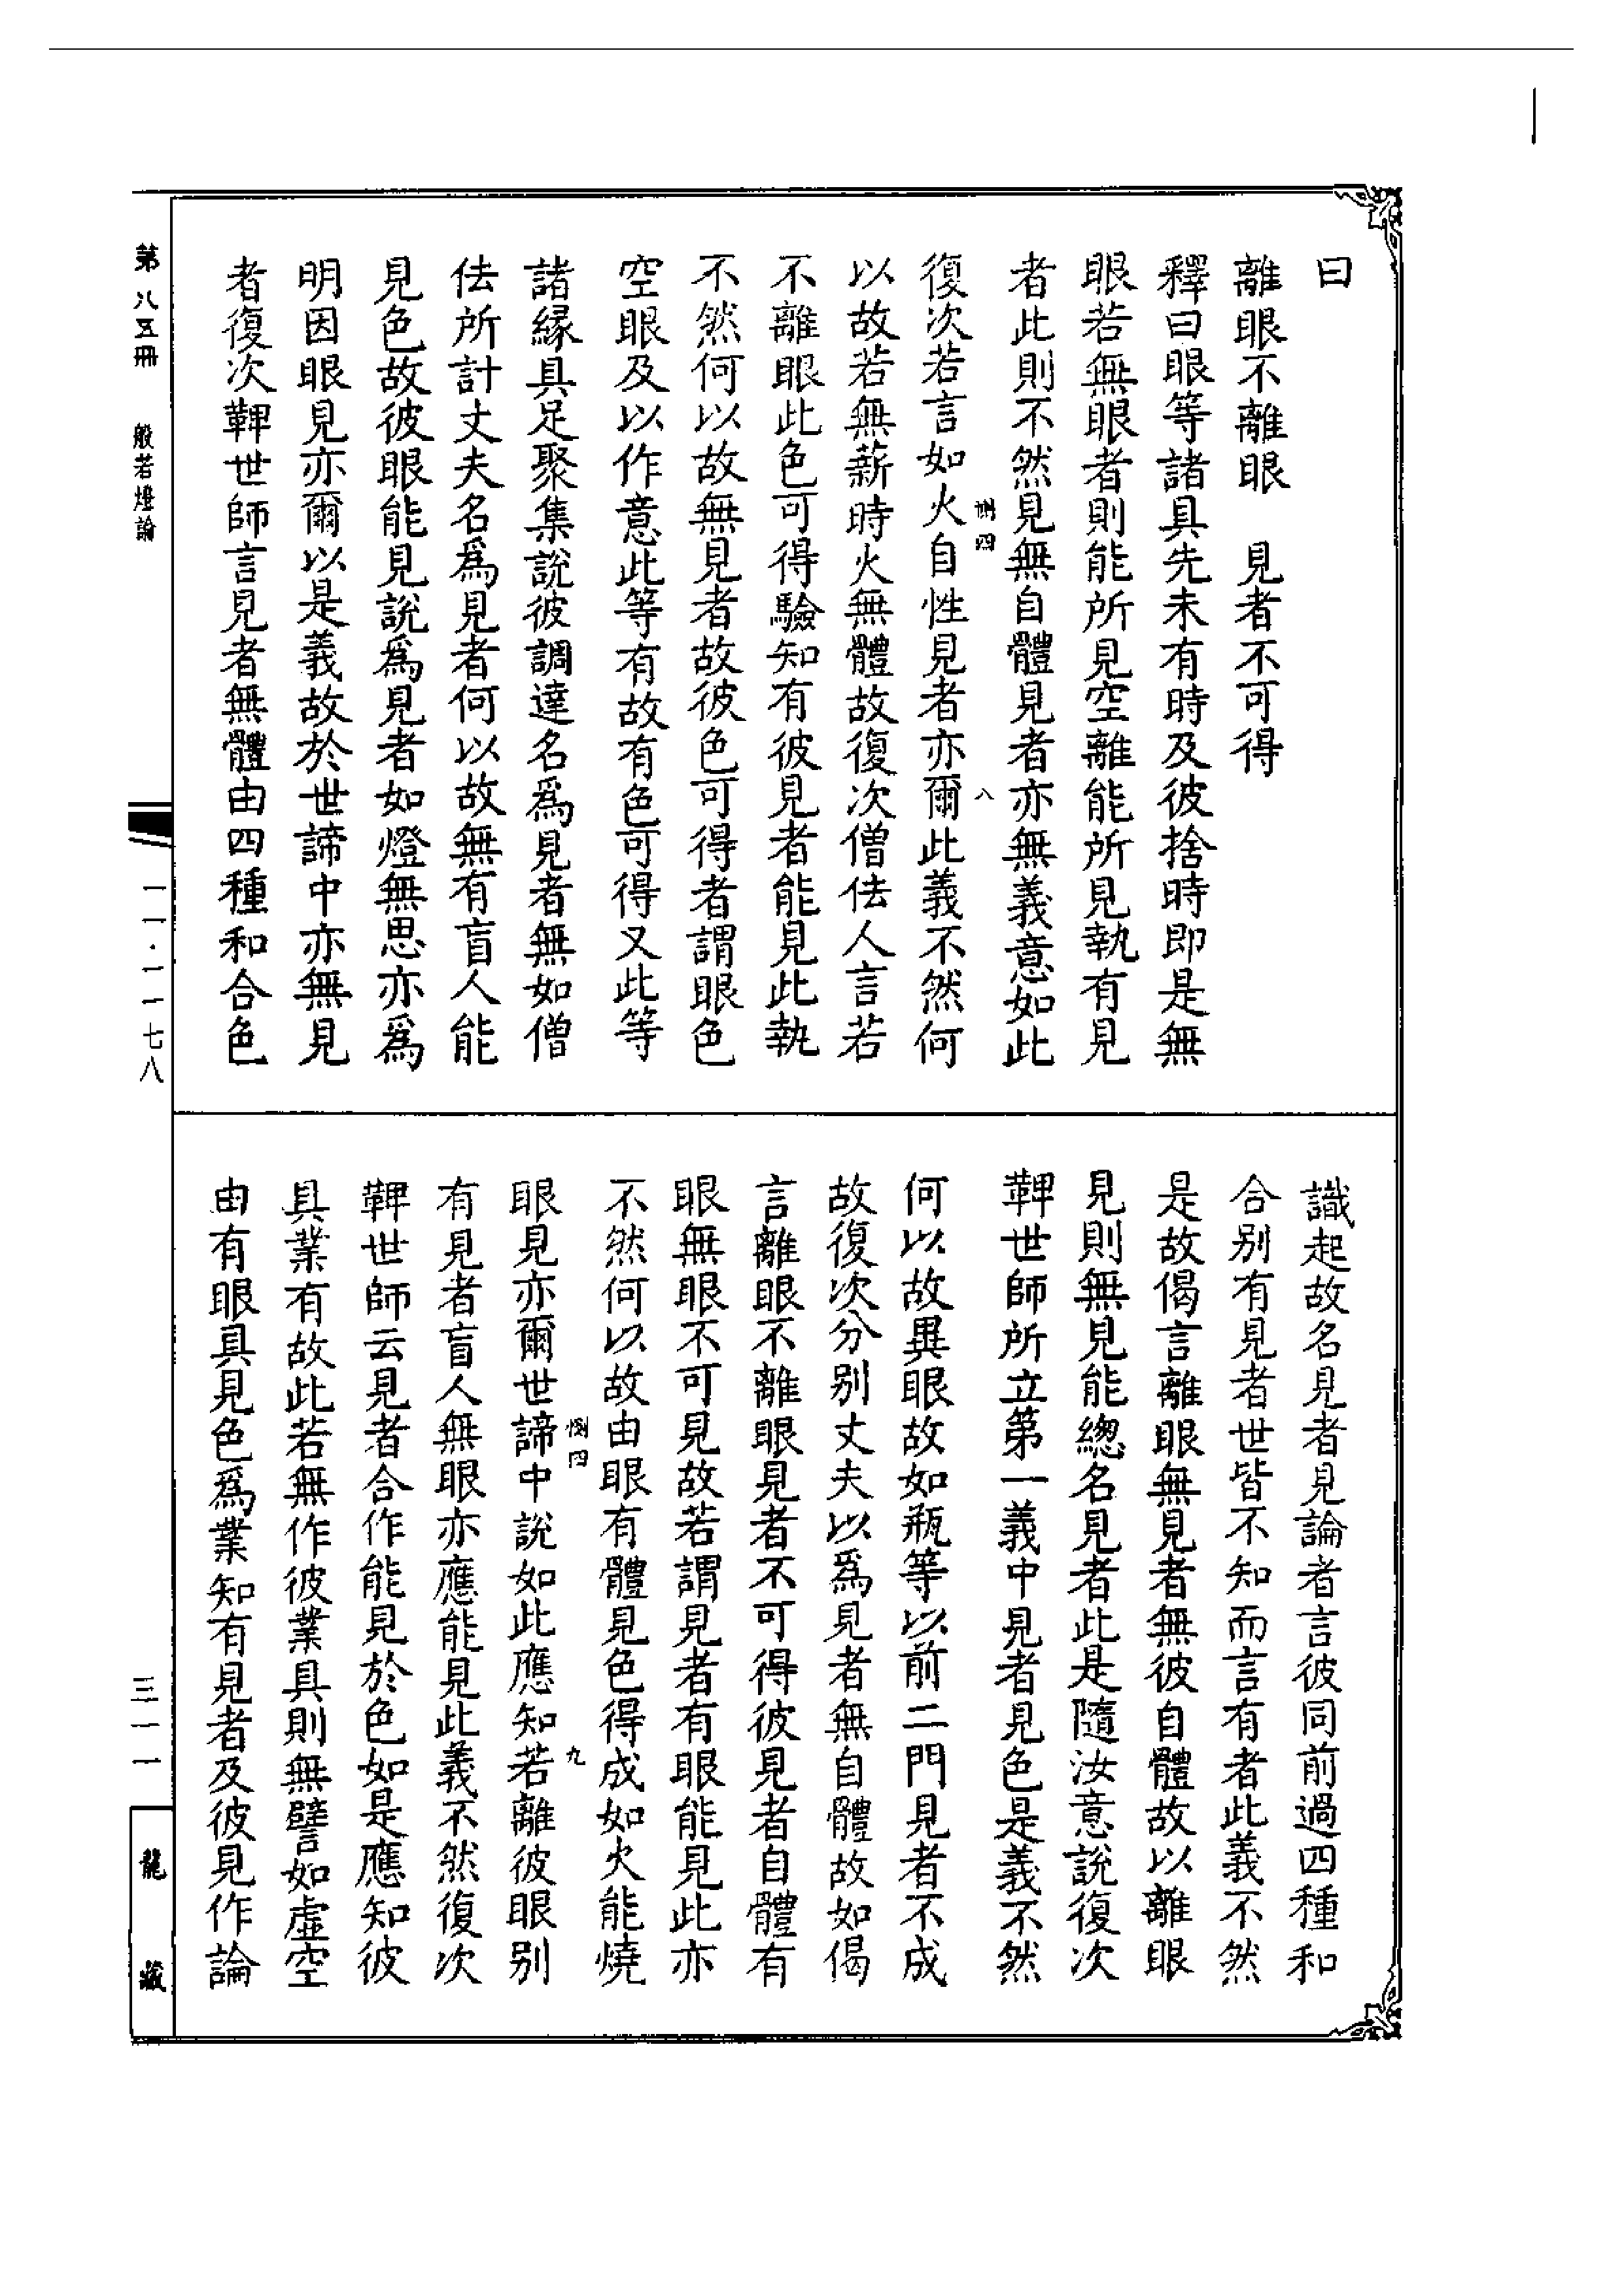 曰
離眼不離眼　見者不可得
釋曰眼等諸具先未有時及彼捨時即是無
眼若無眼者則能所見空離能所見執有見
者此則不然見無自體見者亦無義意如此
復次若言如火自性見者亦爾此義不然何
以故若無薪時火無體故復次僧佉人言若
不離眼此色可得驗知有彼見者能見此執
不然何以故無見者故彼色可得者謂眼色
空眼及以作意此等有故有色可得又此等
諸緣具足聚集說彼調達名爲見者無如僧
佉所計丈夫名爲見者何以故無有盲人能
見色故彼眼能見說爲見者如燈無思亦爲
明因眼見亦爾以是義故於世諦中亦無見
者復次鞞世師言見者無體由四種和合色
識起故名見者見論者言彼同前過四種和
合別有見者世皆不知而言有者此義不然
是故偈言離眼無見者無彼自體故以離眼
見則無見能總名見者此是隨汝意說復次
鞞世師所立第一義中見者見色是義不然
何以故異眼故如瓶等以前二門見者不成
故復次分別丈夫以爲見者無自體故如偈
言離眼不離眼見者不可得彼見者自體有
眼無眼不可見故若謂見者有眼能見此亦
不然何以故由眼有體見色得成如火能燒
眼見亦爾世諦中說如此應知若離彼眼別
有見者盲人無眼亦應能見此義不然復次
鞞世師云見者合作能見於色如是應知彼
具業有故此若無作彼業具則無譬如虛空
由有眼具見色爲業知有見者及彼見作論
四
八
四
九
第八五冊
般若燈論
一一·一一七八
三一一
龍藏